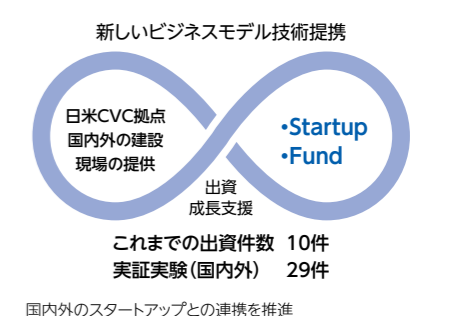 新しいビジネスモデル技術提携
日米CVC拠点
国内外の建設
現場の提供
•Startup
•Fund
出資
成長支援
これまでの出資件数 10件
実証実験(国内外) 29件
国内外のスタートアップとの連携を推進